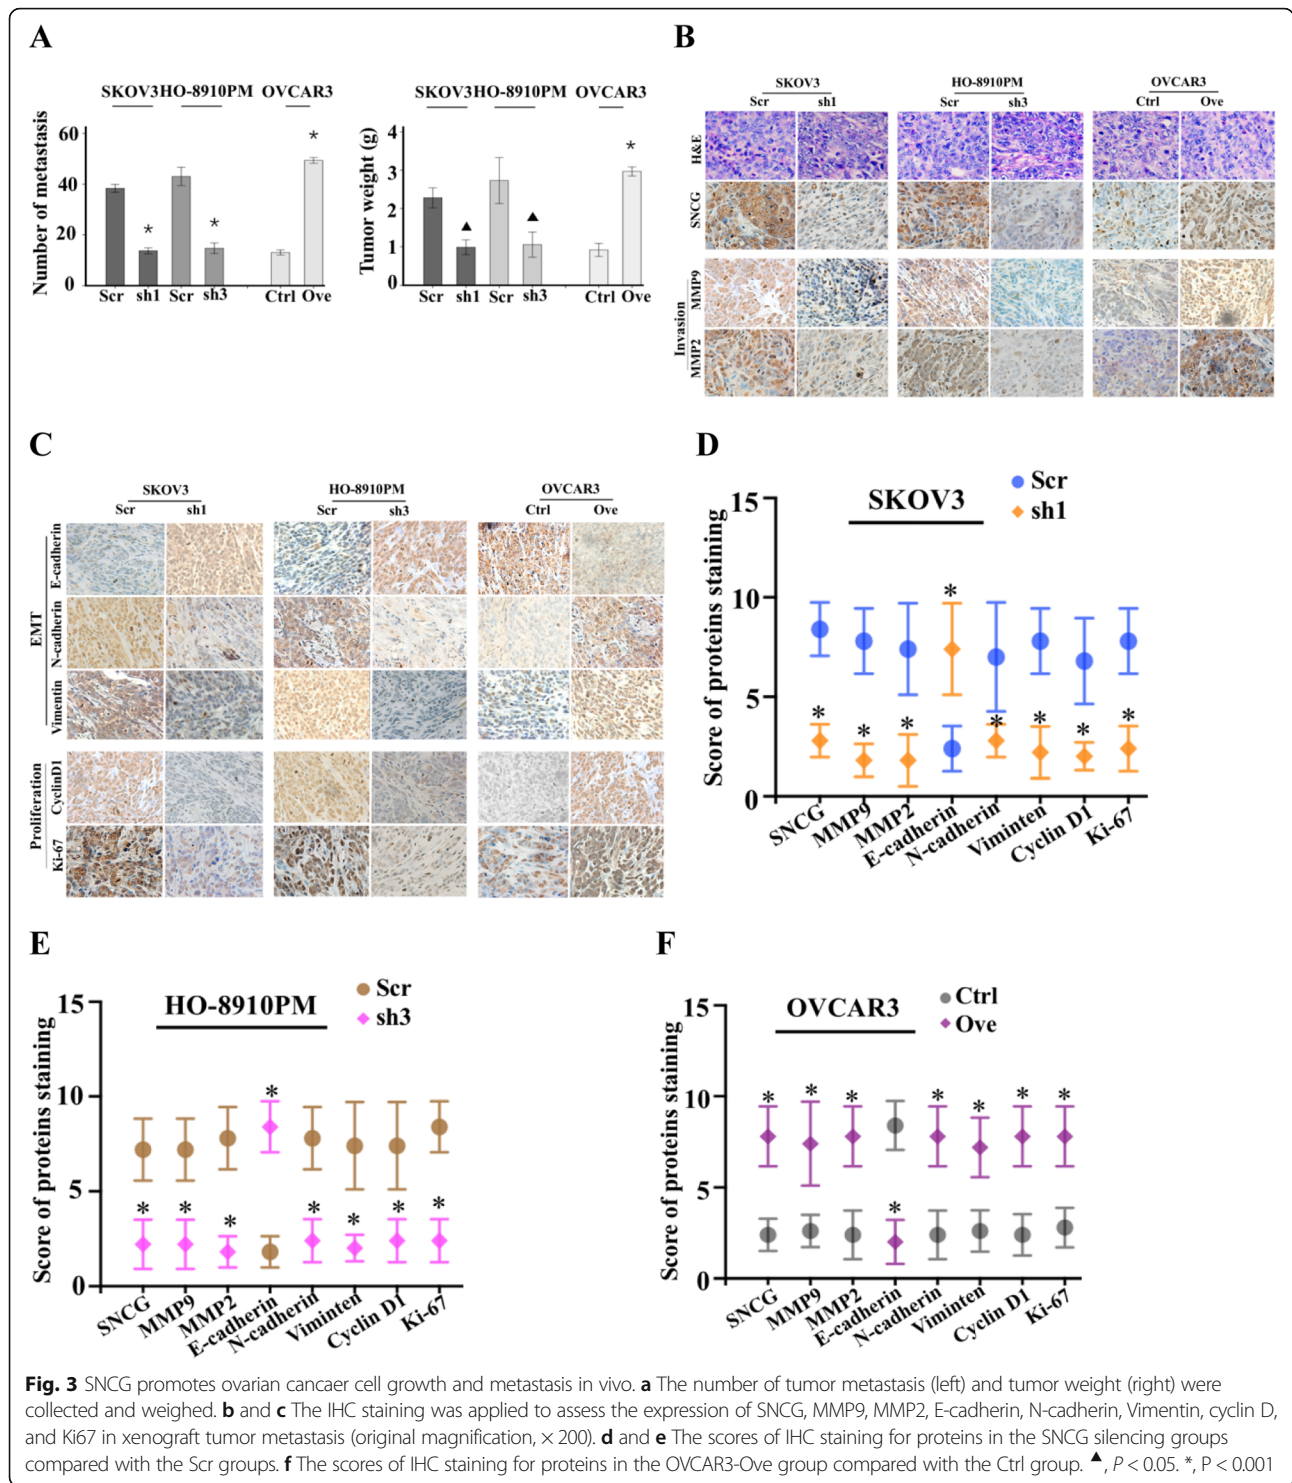 A
SKOV3 HO-8910PM OVCAR3
Number of metastasis
60
40
20
0
*
*
*
Scr sh1 Scr sh3 Ctrl Ove
SKOV3 HO-8910PM OVCAR3
Tumor weight (g)
4
3
2
1
0
▲
▲
*
Scr sh1 Scr sh3 Ctrl Ove
B
SKOV3 HO-8910PM OVCAR3
Scr sh1 Scr sh3 Ctrl Ove
H&E
SNCG
Invasion
MMP9
MMP2
C
SKOV3 HO-8910PM OVCAR3
Scr sh1 Scr sh3 Ctrl Ove
EMT
E-cadherin
N-cadherin
Vimentin
Proliferation
CyclinD1
Ki-67
D
SKOV3
Scr
sh1
Score of proteins staining
15
10
5
0
*
* * * * * * *
SNCG MMP9 MMP2 E-cadherin N-cadherin Viminten Cyclin D1 Ki-67
E
HO-8910PM
Scr
sh3
Score of proteins staining
15
10
5
0
*
* * * * * * *
SNCG MMP9 MMP2 E-cadherin N-cadherin Viminten Cyclin D1 Ki-67
F
OVCAR3
Ctrl
Ove
Score of proteins staining
15
10
5
0
* * * * * * *
*
SNCG MMP9 MMP2 E-cadherin N-cadherin Viminten Cyclin D1 Ki-67
Fig. 3 SNCG promotes ovarian cancaer cell growth and metastasis in vivo. a The number of tumor metastasis (left) and tumor weight (right) were
collected and weighed. b and c The IHC staining was applied to assess the expression of SNCG, MMP9, MMP2, E-cadherin, N-cadherin, Vimentin, cyclin D,
and Ki67 in xenograft tumor metastasis (original magnification, × 200). d and e The scores of IHC staining for proteins in the SNCG silencing groups
compared with the Scr groups. f The scores of IHC staining for proteins in the OVCAR3-Ove group compared with the Ctrl group. ▲, P < 0.05. *, P < 0.001